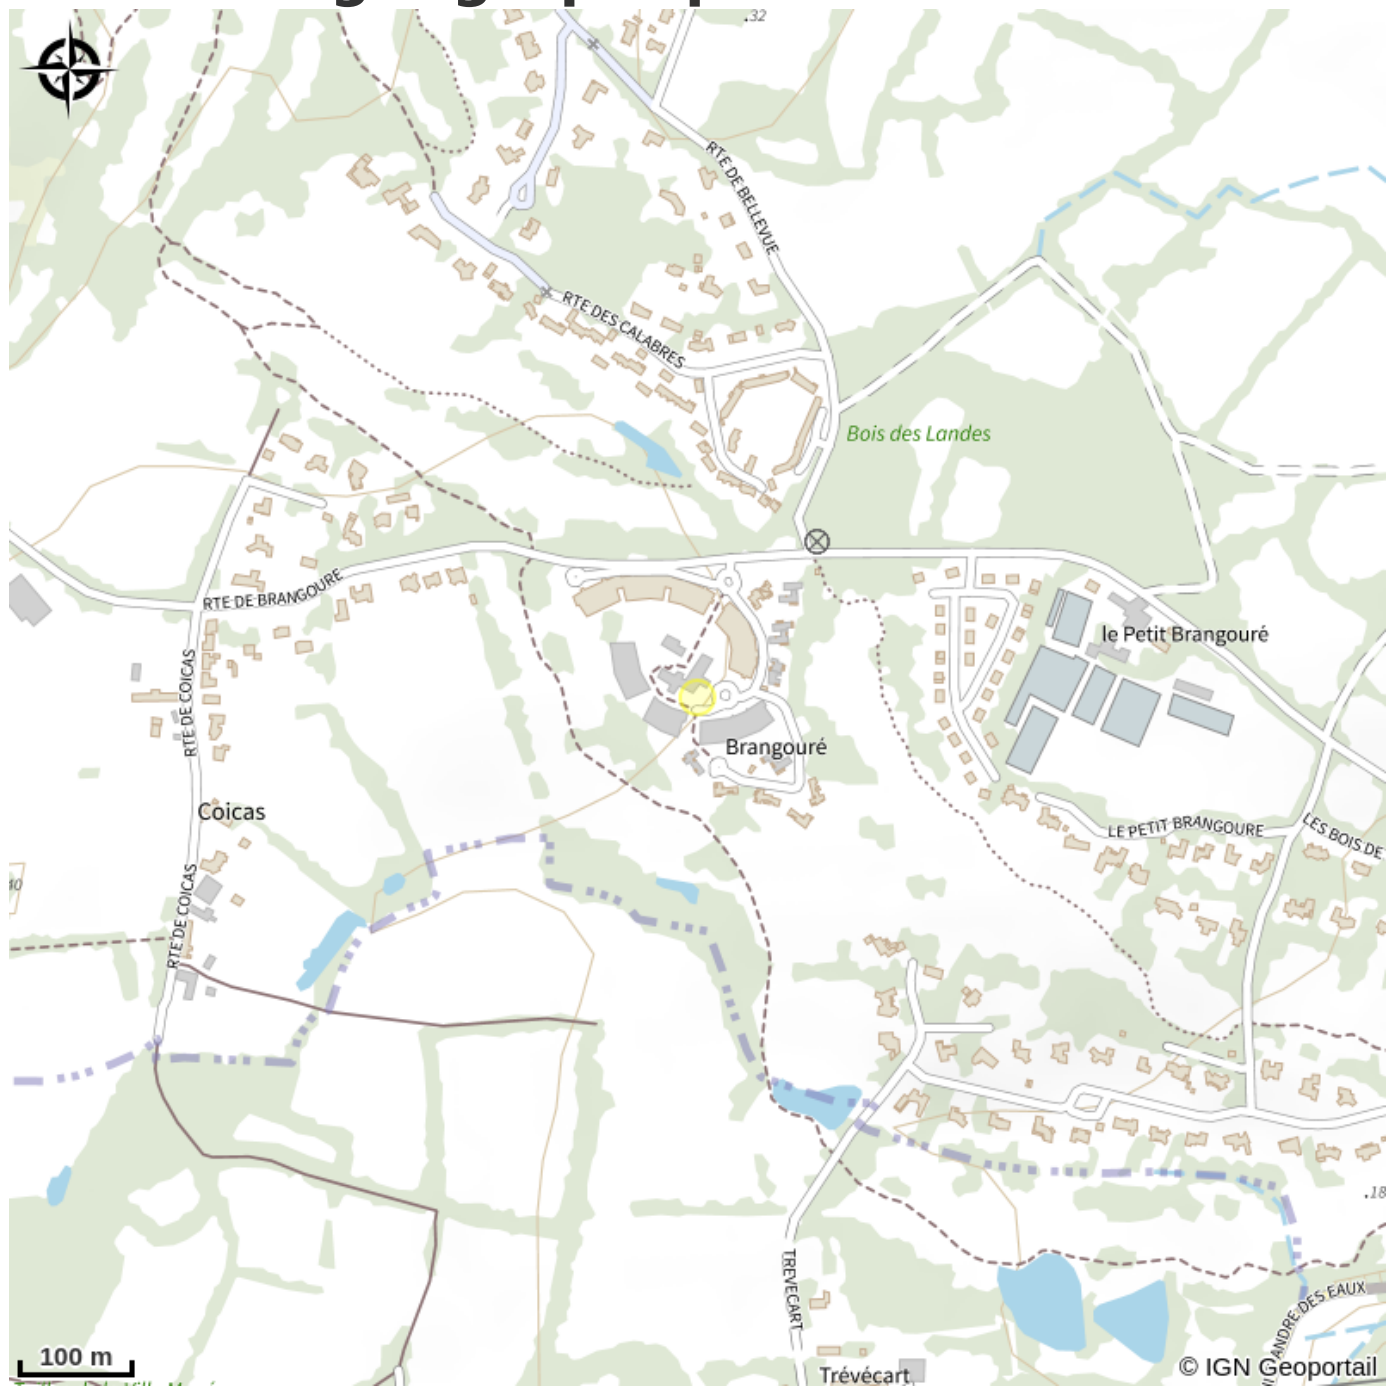 .32
RTE DE BELLEVUE
RTE DES CALABRES
Bois des Landes
RTE DE BRANGOURE
le Petit Brangouré
RTE DE COICAS
Brangouré
Coicas
LE PETIT BRANGOURE
LES BOIS DE
40
RTE DE COICAS
.18
TREVECART
ANDRE DES EAUX
100 m
Trévécart
© IGN Geoportail